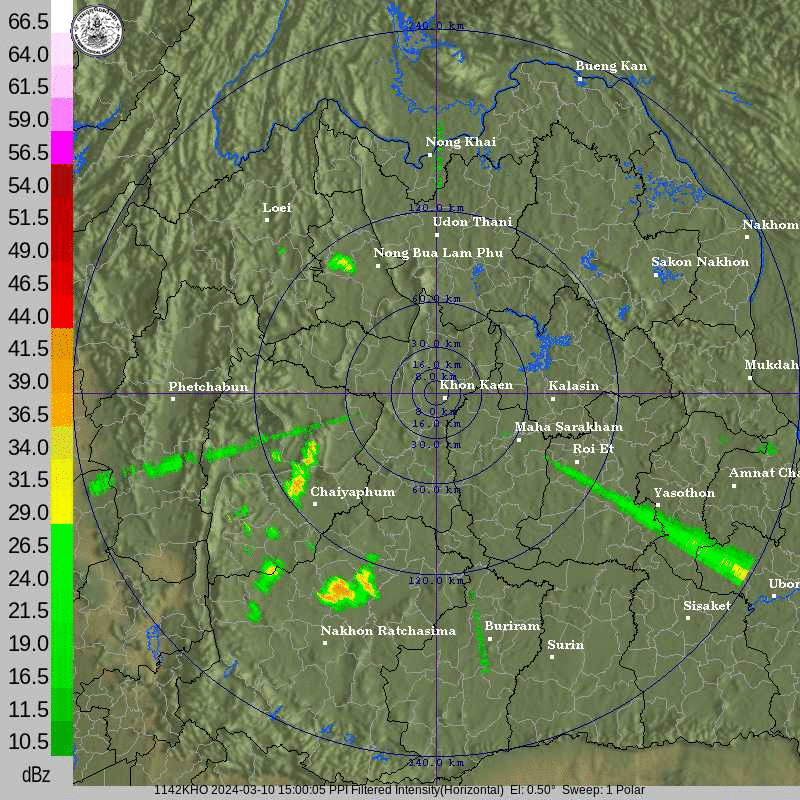 66.5
64.0
61.5
59.0
56.5
54.0
51.5
49.0
46.5
44.0
41.5
39.0
36.5
34.0
31.5
29.0
26.5
24.0
21.5
19.0
16.5
11.5
10.5
dBz
240.0 km
Bueng Kan
Nong Khai
Loei
120.0 km
Udon Thani
Nakhom
Nong Bua Lam Phu
Sakon Nakhon
60.0 km
30.0 km
16.0 km
Mukdah
8.0 km
Phetchabun
Khon Kaen
Kalasin
8.0 km
16.0 km
Maha Sarakham
30.0 km
Roi Et
Amnat Cha
60.0 km
Chaiyaphum
Yasothon
120.0 km
Ubon
Sisaket
Nakhon Ratchasima
Buriram
Surin
240.0 km
1142KHO 2024-03-10 15:00:05 PPI Filtered Intensity(Horizontal) El: 0.50° Sweep: 1 Polar